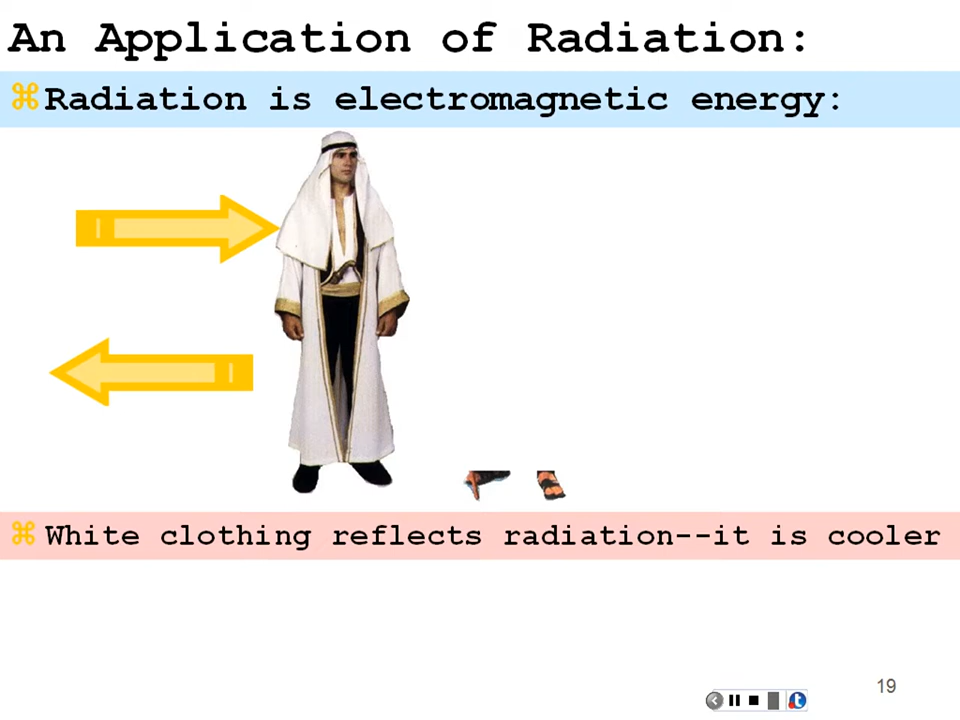 An Application of Radiation:
⌘Radiation is electromagnetic energy:
⌘ White clothing reflects radiation--it is cooler
19